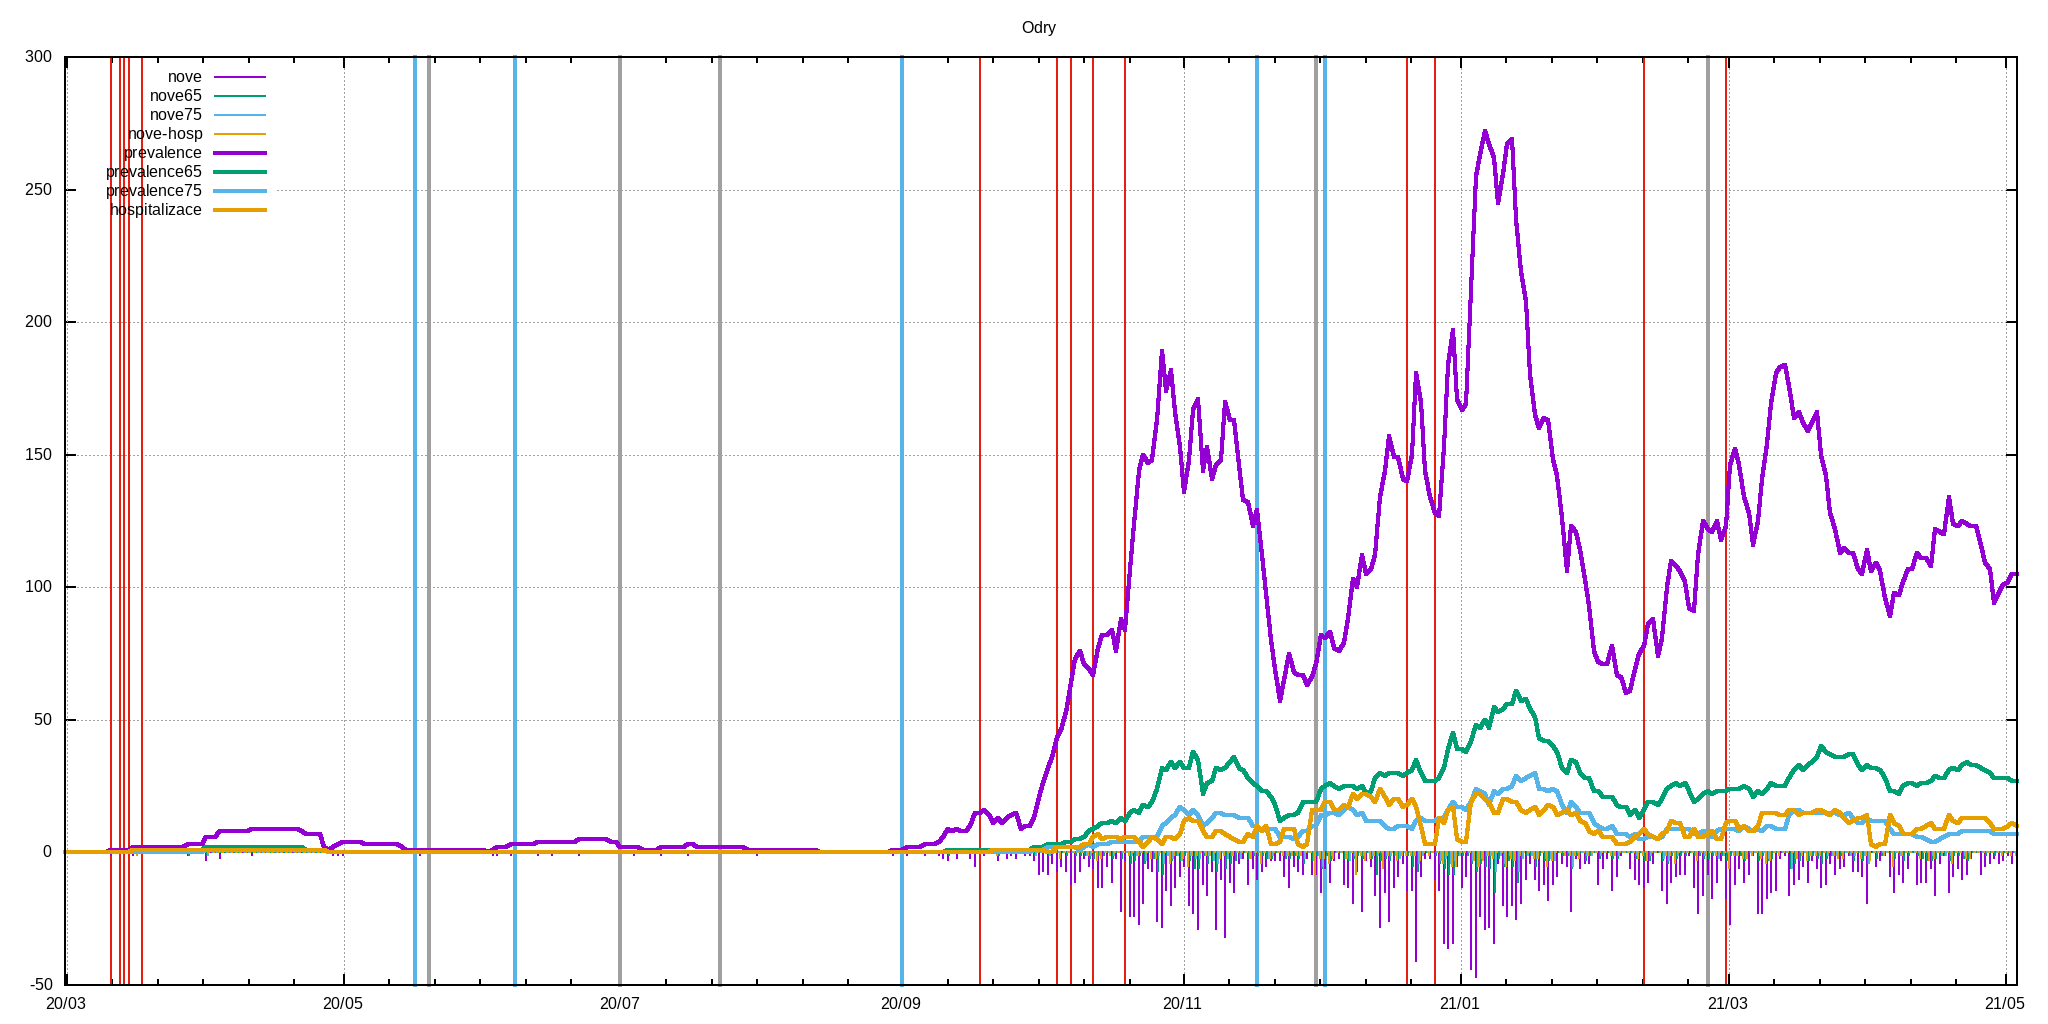 Odry
300
250
200
150
100
50
0
-50
nove
nove65
nove75
nove-hosp
prevalence
prevalence65
prevalence75
hospitalizace
20/03 20/05 20/07 20/09 20/11 21/01 21/03 21/05